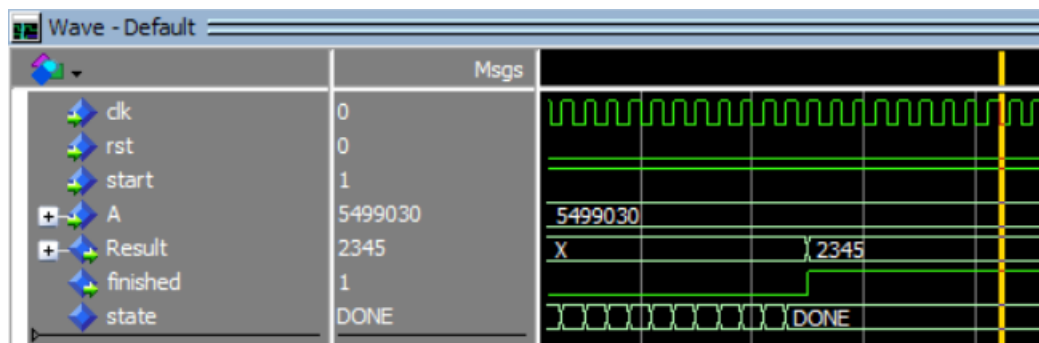 Wave - Default
Msgs
clk 0
rst 0
start 1
A 5499030 5499030
Result 2345 X 2345
finished 1
state DONE DONE